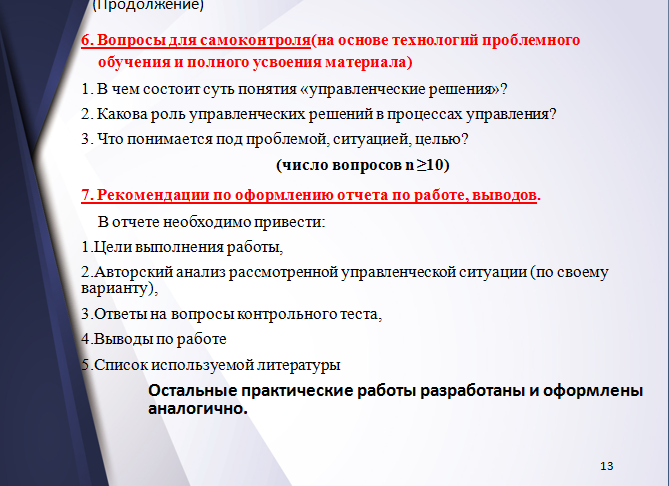 (Продолжение)
6. Вопросы для самоконтроля(на основе технологий проблемного
обучения и полного усвоения материала)
1. В чем состоит суть понятия «управленческие решения»?
2. Какова роль управленческих решений в процессах управления?
3. Что понимается под проблемой, ситуацией, целью?
(число вопросов n ≥10)
7. Рекомендации по оформлению отчета по работе, выводов.
В отчете необходимо привести:
1.Цели выполнения работы,
2.Авторский анализ рассмотренной управленческой ситуации (по своему
варианту),
3.Ответы на вопросы контрольного теста,
4.Выводы по работе
5.Список используемой литературы
Остальные практические работы разработаны и оформлены
аналогично.
13